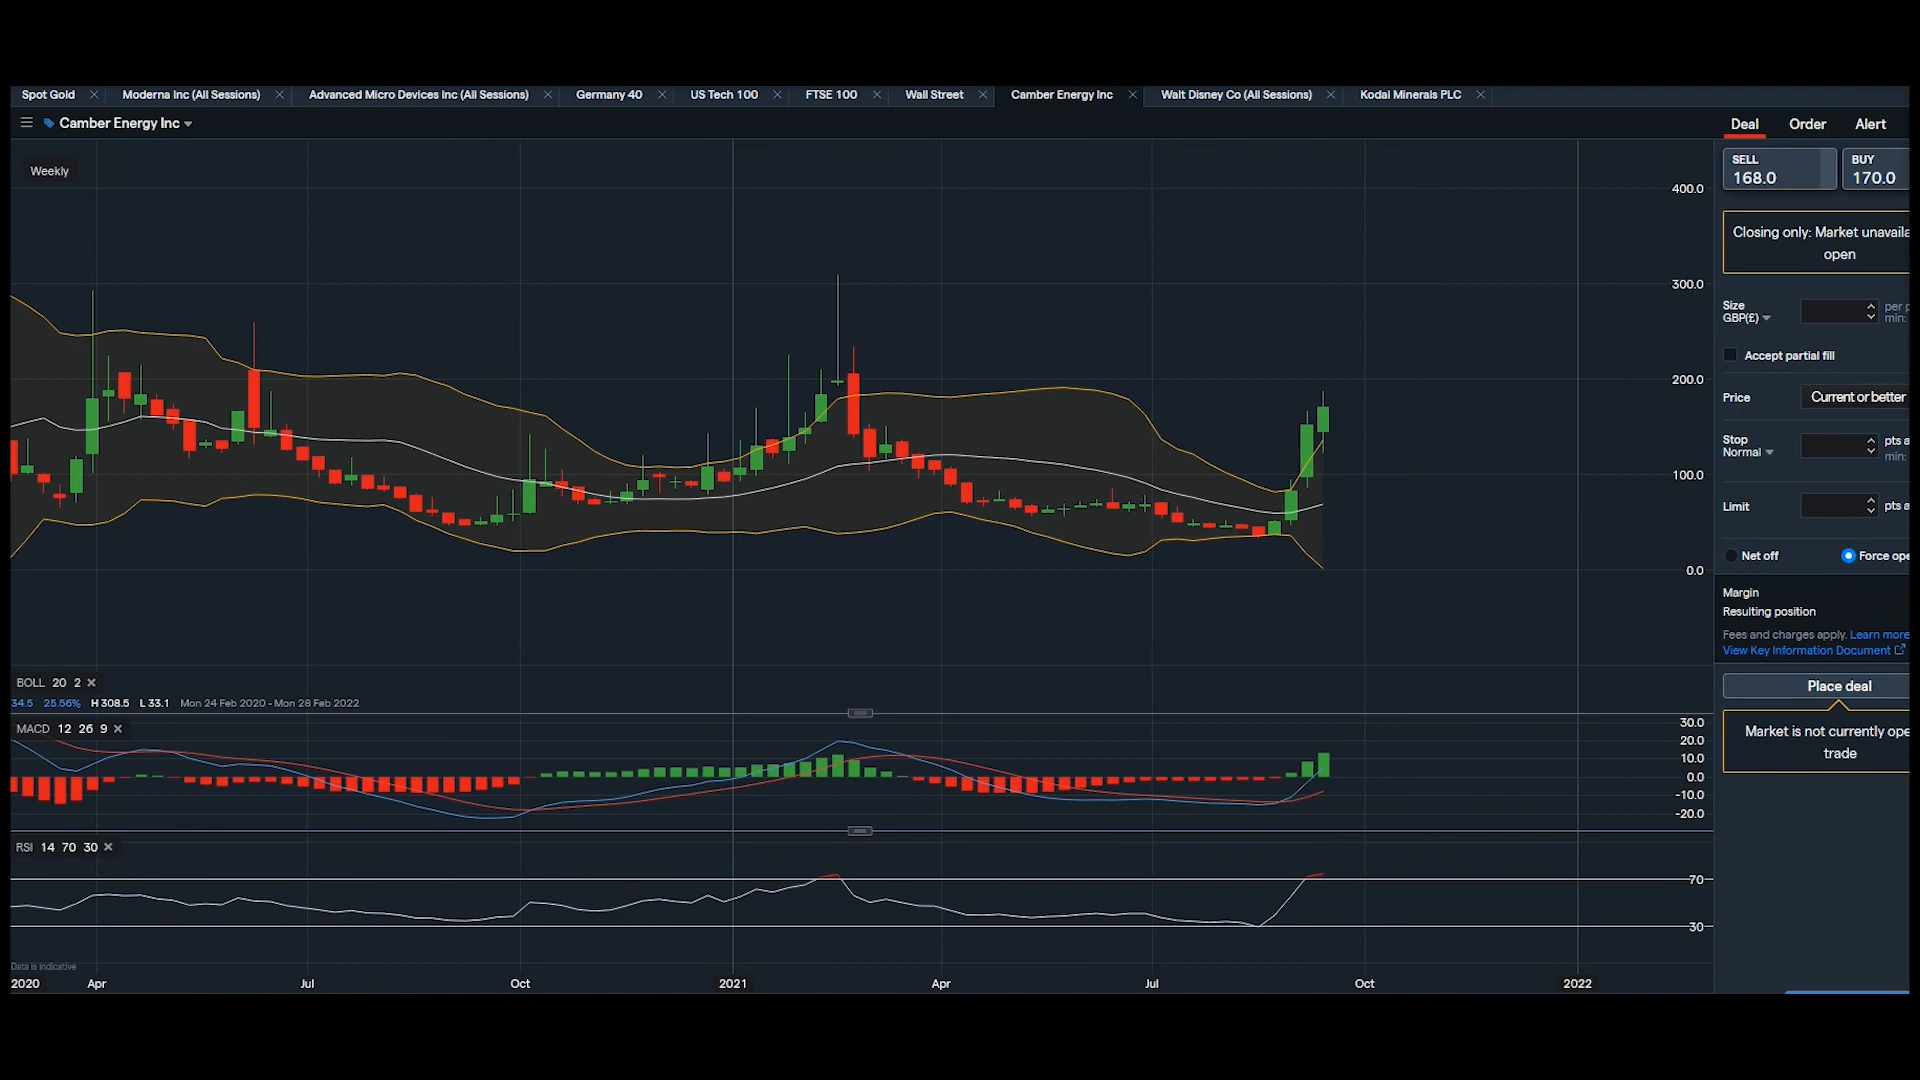 Spot Gold
Moderna Inc (All Sessions)
Advanced Micro Devices Inc (All Sessions)
Germany 40
US Tech 100
FTSE 100
Wall Street
Camber Energy Inc
Walt Disney Co (All Sessions)
Kodal Minerals PLC
Camber Energy Inc
Deal Order Alert
Weekly
SELL
168.0
BUY
170.0
400.0
300.0
200.0
100.0
0.0
Closing only: Market unavaila
open
Size
GBP(£)
per p
min:
Accept partial fill
Price Current or better
Stop
Normal
pts a
min:
Limit pts a
Net off Force ope
Margin
Resulting position
Fees and charges apply. Learn more
View Key Information Document
Place deal
Market is not currently ope
trade
BOLL 20 2
34.5 25.56% H 308.5 L 33.1 Mon 24 Feb 2020 - Mon 28 Feb 2022
MACD 12 26 9
30.0
20.0
10.0
0.0
-10.0
-20.0
RSI 14 70 30
70
30
Data is indicative
2020 Apr Jul Oct 2021 Apr Jul Oct 2022